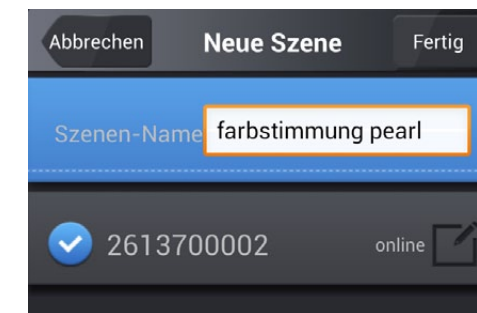 Abbrechen Neue Szene Fertig
Szenen-Name farbstimmung pearl
2613700002 online